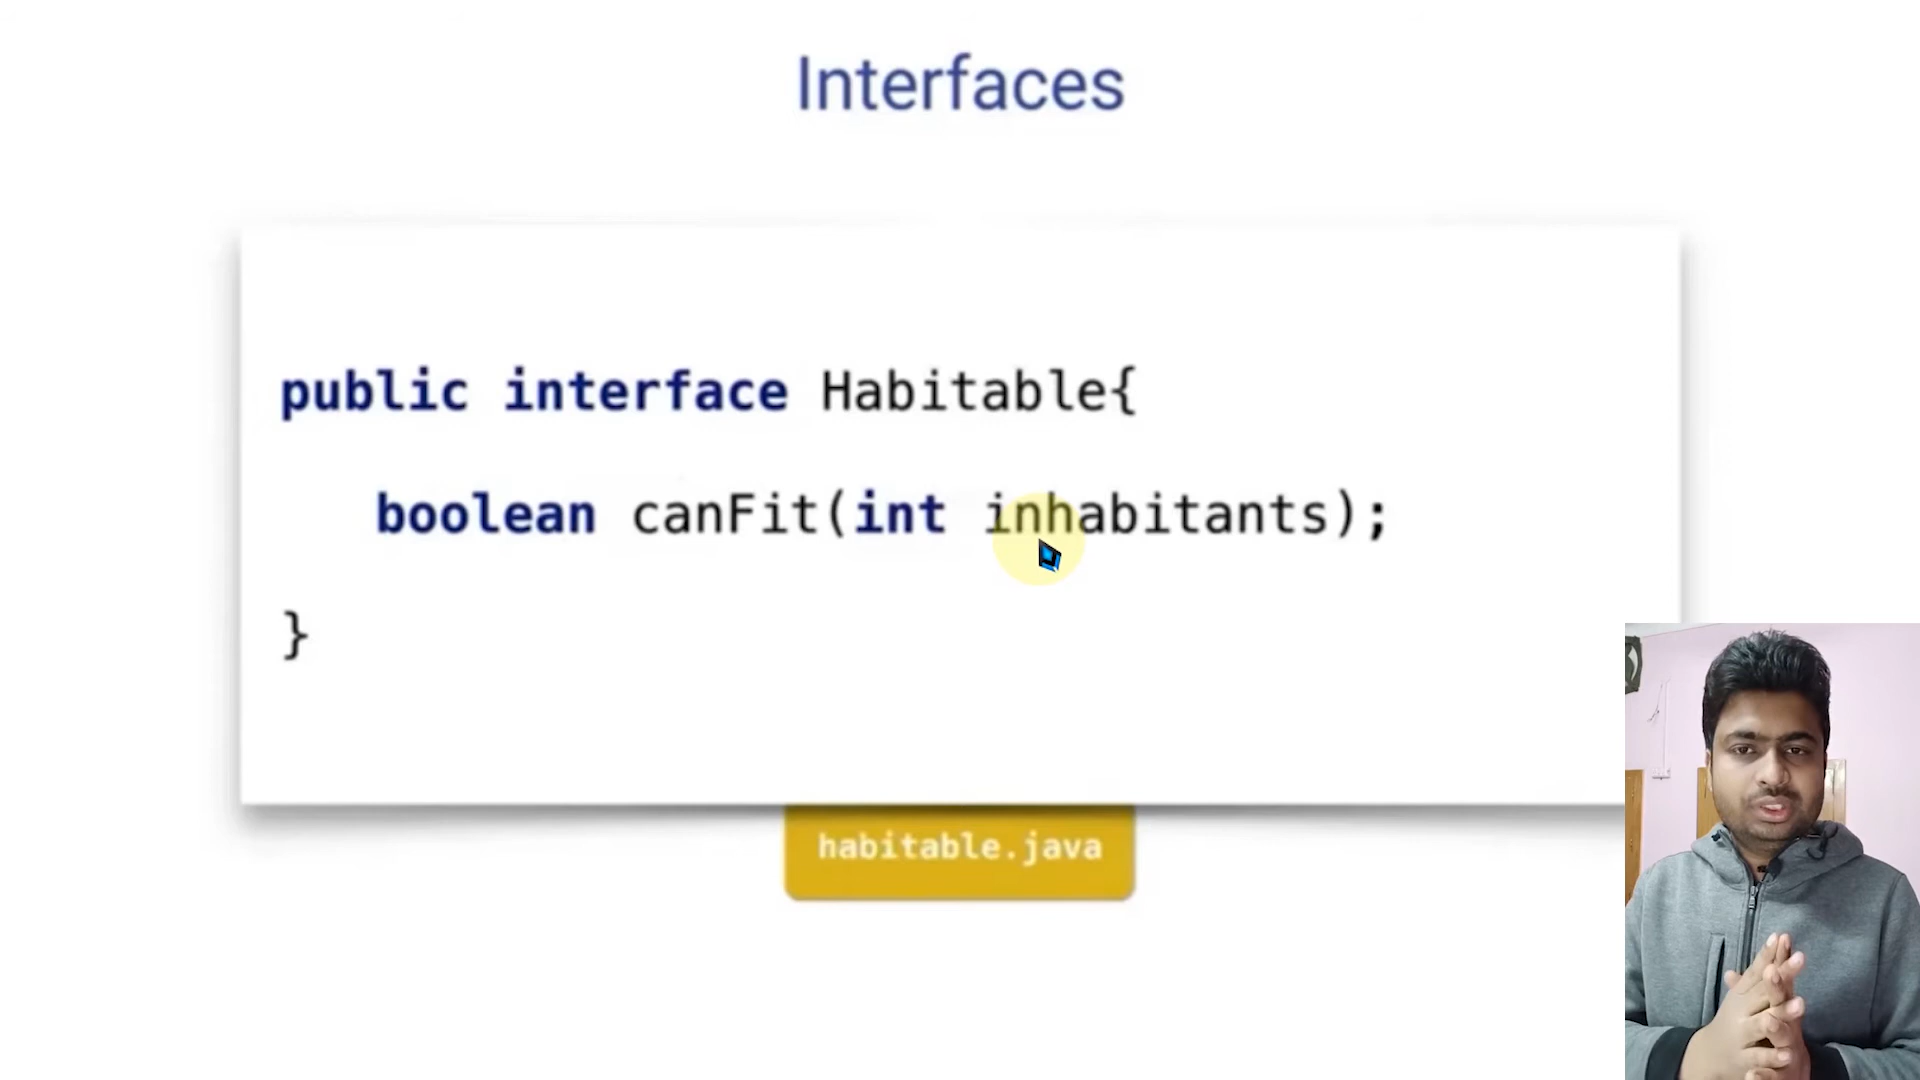 Interfaces
public interface Habitable{
boolean canFit(int inhabitants);
}
habitable.java